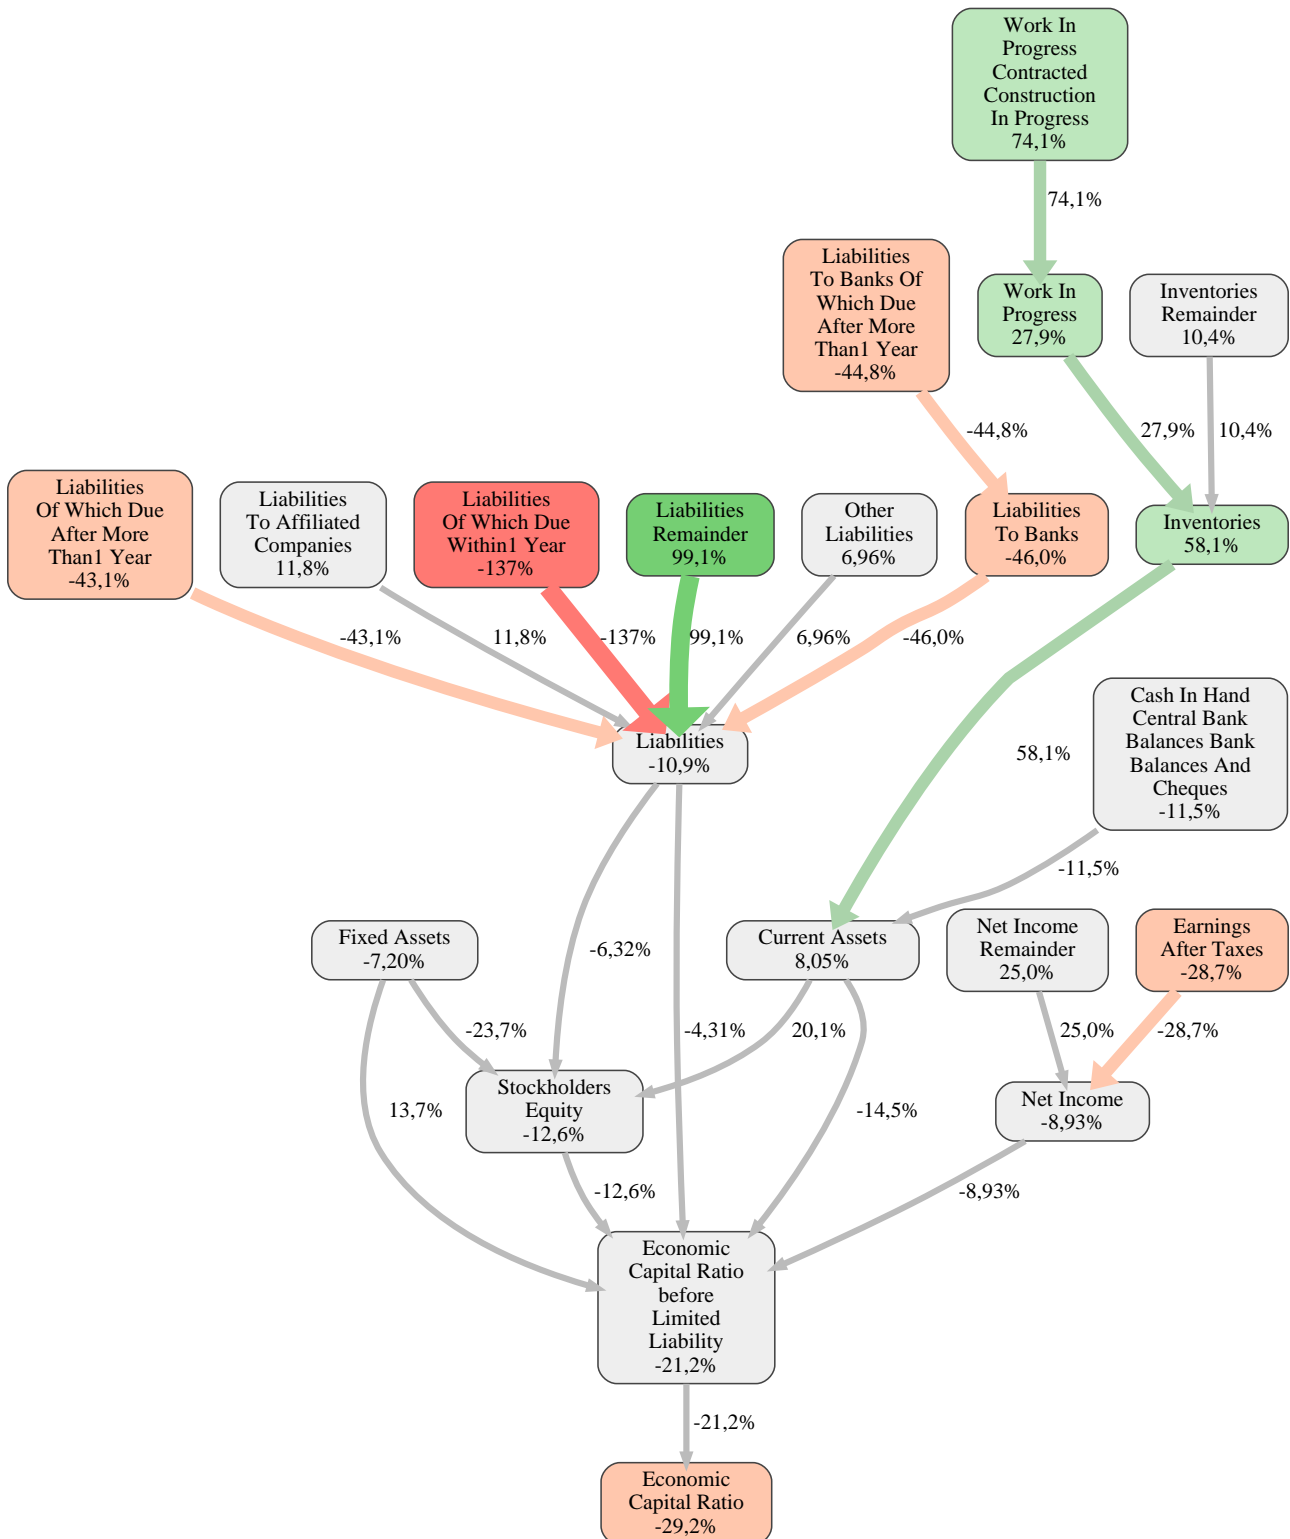 Work In
Progress
Contracted
Construction
In Progress
74,1%
74,1%
Liabilities
To Banks Of
Which Due
After More
Than1 Year
-44,8%
Work In
Progress
27,9%
Inventories
Remainder
10,4%
-44,8%
27,9%
10,4%
Liabilities
Of Which Due
After More
Than1 Year
-43,1%
Liabilities
To Affiliated
Companies
11,8%
Liabilities
Of Which Due
Within1 Year
-137%
Liabilities
Remainder
99,1%
Other
Liabilities
6,96%
Liabilities
To Banks
-46,0%
Inventories
58,1%
-43,1%
11,8%
-137%
99,1%
6,96%
-46,0%
Liabilities
-10,9%
58,1%
Cash In Hand
Central Bank
Balances Bank
Balances And
Cheques
-11,5%
-11,5%
Fixed Assets
-7,20%
-6,32%
Current Assets
8,05%
Net Income
Remainder
25,0%
Earnings
After Taxes
-28,7%
-23,7%
-4,31%
20,1%
25,0%
-28,7%
13,7%
Stockholders
Equity
-12,6%
-14,5%
Net Income
-8,93%
-12,6%
-8,93%
Economic
Capital Ratio
before
Limited
Liability
-21,2%
-21,2%
Economic
Capital Ratio
-29,2%